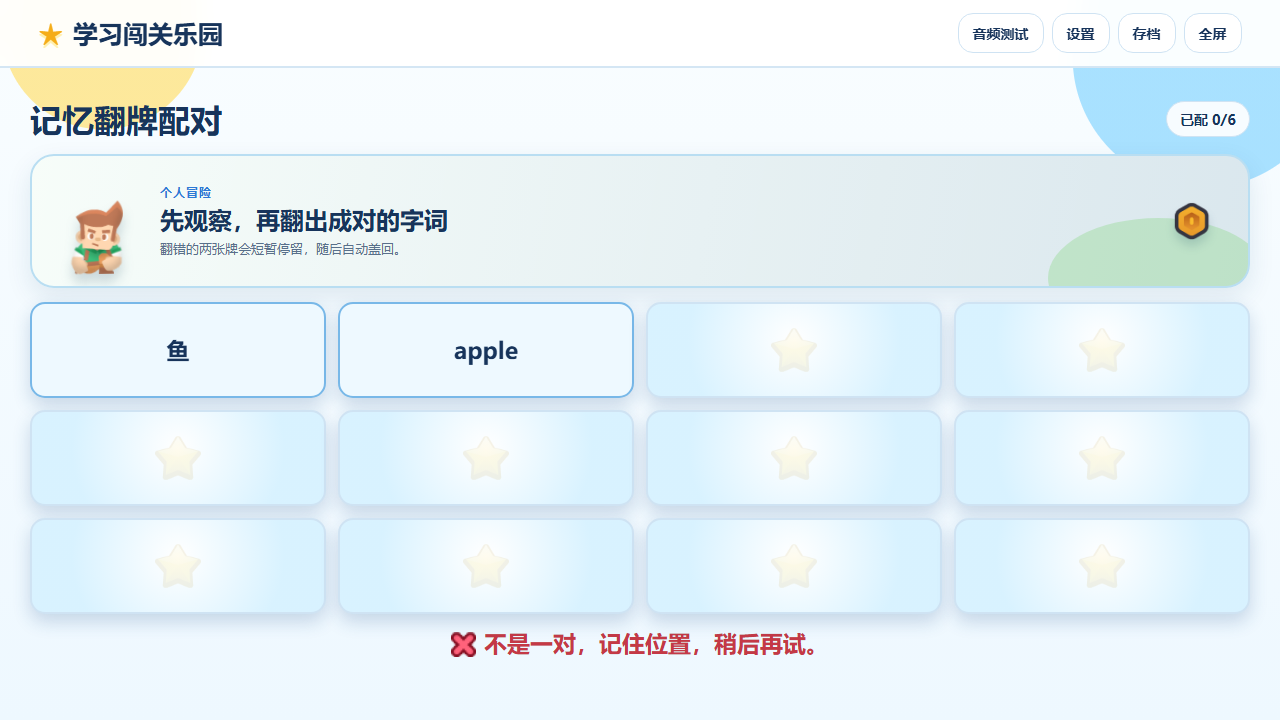 学习闯关乐园
音频测试
设置
存档
全屏
记忆翻牌配对
已配 0/6
个人冒险
先观察，再翻出成对的字词
翻错的两张牌会短暂停留，随后自动盖回。
鱼
apple
不是一对，记住位置，稍后再试。